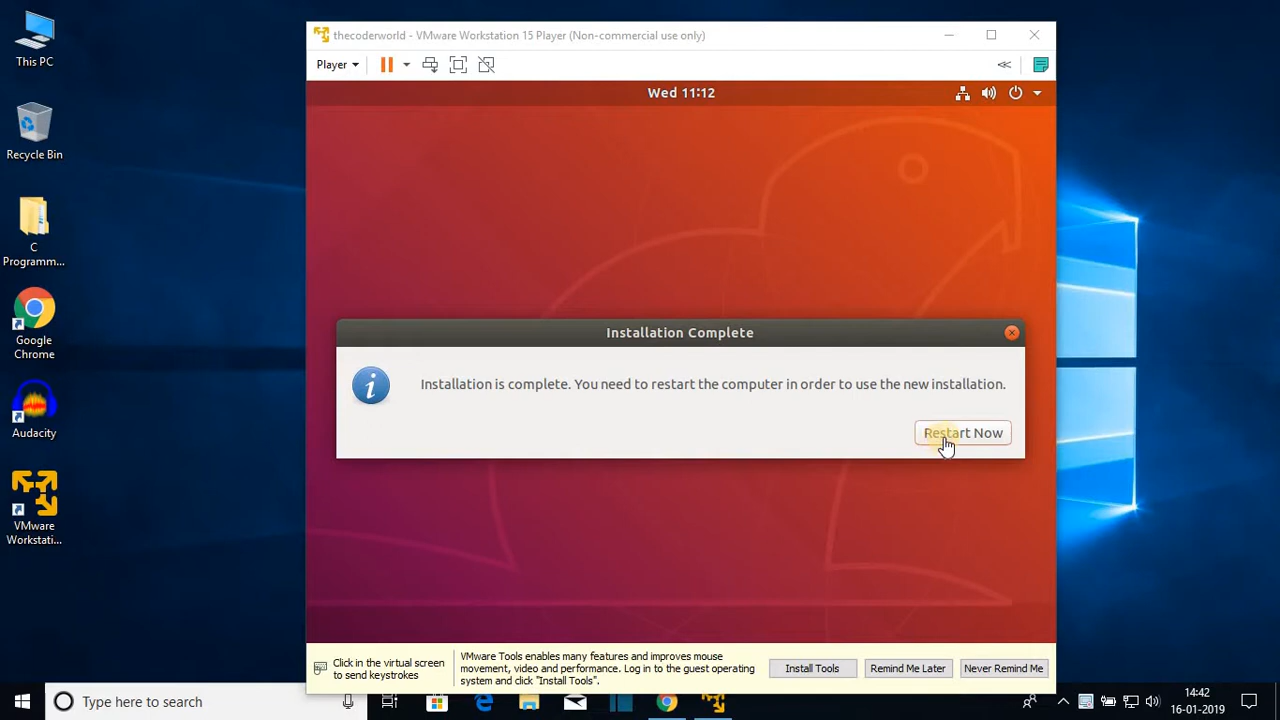 This PC
Recycle Bin
C
Programm...
Google
Chrome
Audacity
VMware
Workstati...
thecoderworld - VMware Workstation 15 Player (Non-commercial use only)
Player
Wed 11:12
Installation Complete
Installation is complete. You need to restart the computer in order to use the new installation.
Restart Now
Click in the virtual screen
to send keystrokes
VMware Tools enables many features and improves mouse
movement, video and performance. Log in to the guest operating
system and click "Install Tools".
Install Tools
Remind Me Later
Never Remind Me
Type here to search
14:42
16-01-2019